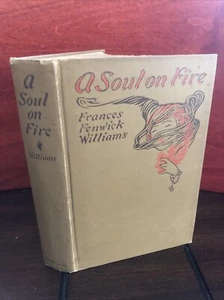 A
Soul
on
Fire
Williams
A Soul on Fire
Frances
Fenwick
Williams